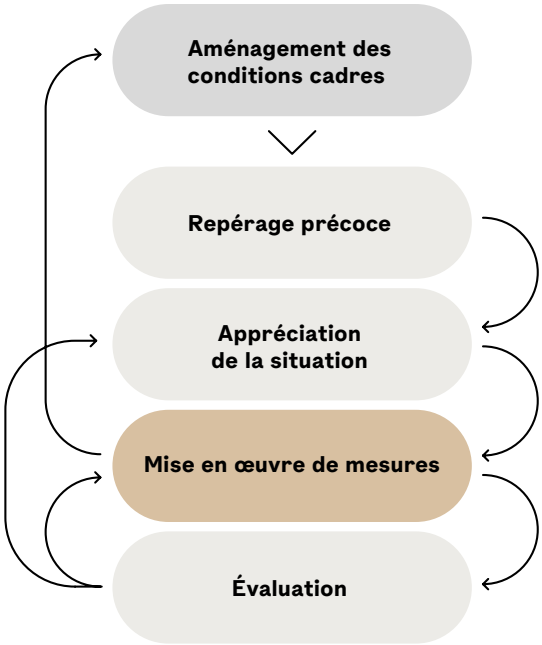 Aménagement des
conditions cadres
Repérage précoce
Appréciation
de la situation
Mise en œuvre de mesures
Évaluation